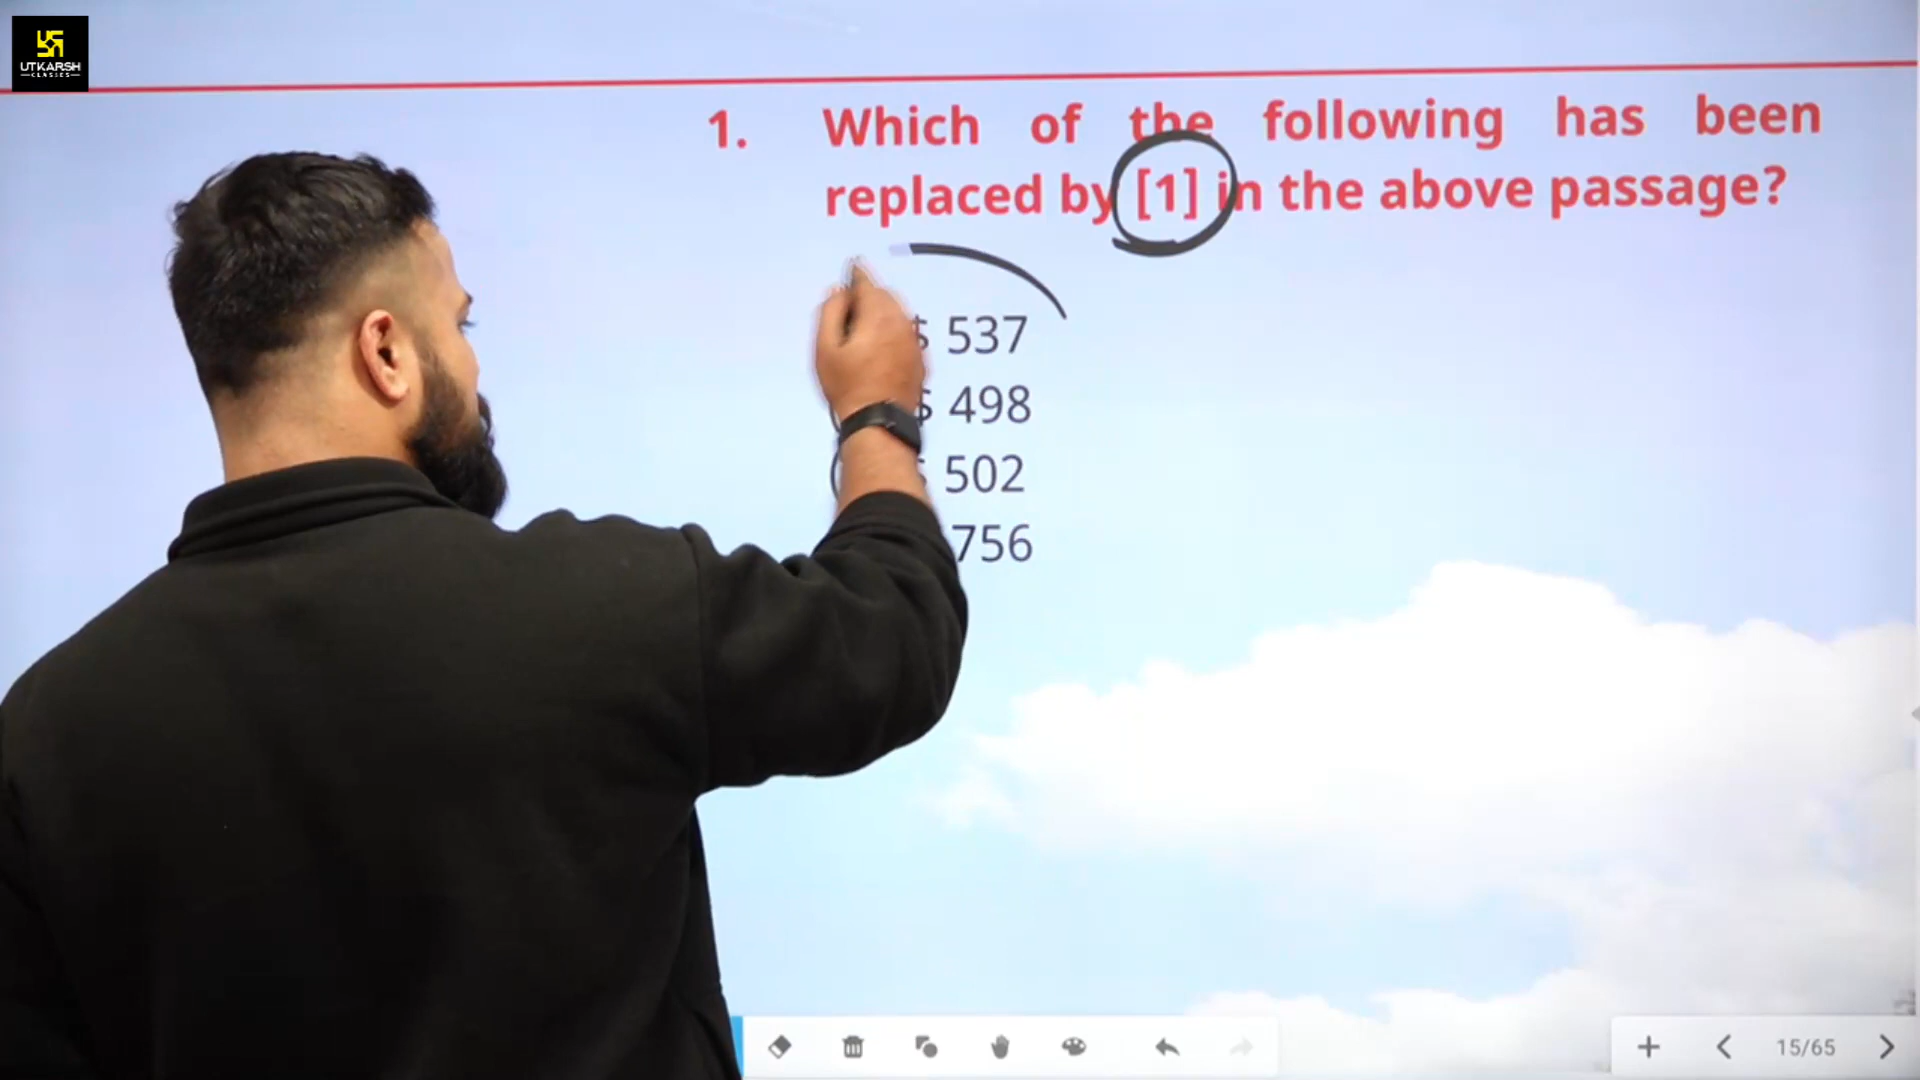 UTKARSH
CLASSES
1. Which of the following has been
replaced by [1] in the above passage?
$ 537
$ 498
502
756
15/65